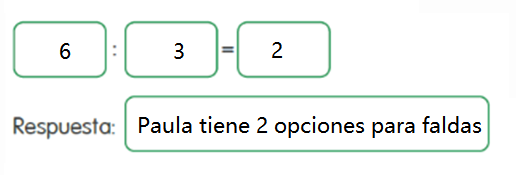 6 : 3 = 2
Respuesta: Paula tiene 2 opciones para faldas